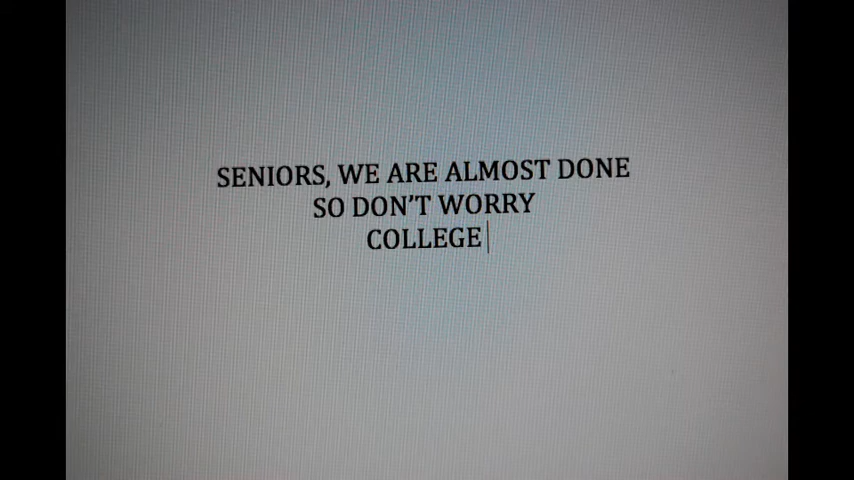 SENIORS, WE ARE ALMOST DONE
SO DON'T WORRY
COLLEGE